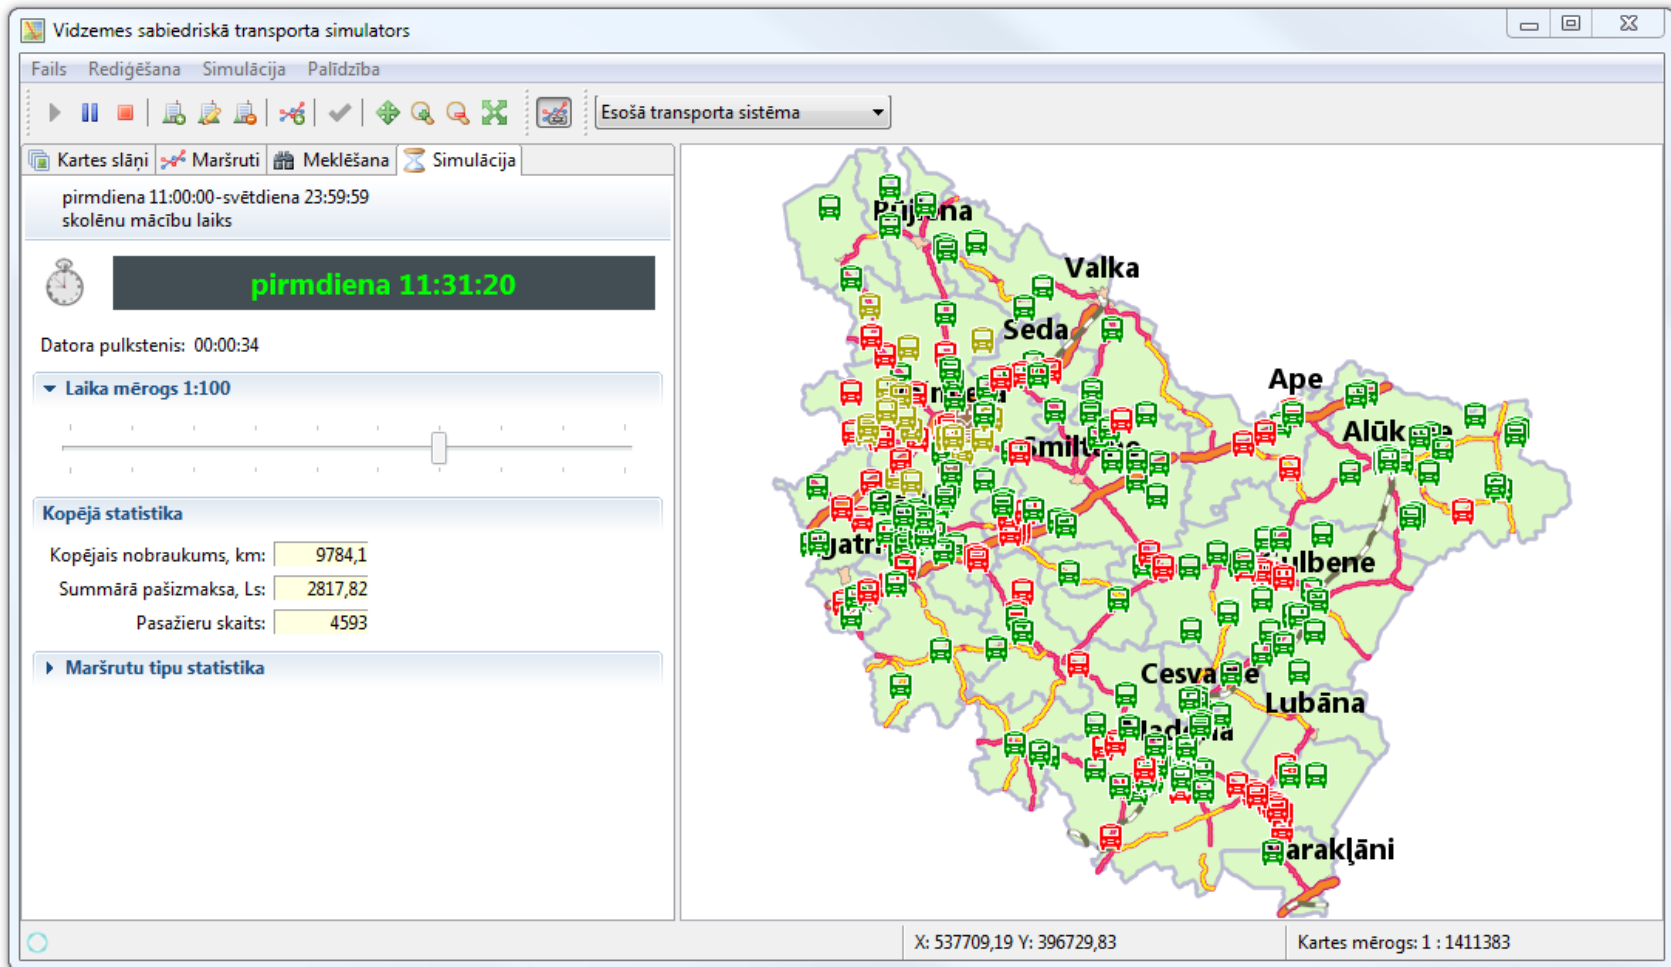 Vidzemes sabiedriskā transporta simulators
Fails Rediģēšana Simulācija Palīdzība
Esošā transporta sistēma
Kartes slāņi Maršruti Meklēšana Simulācija
pirmdiena 11:00:00-svētdiena 23:59:59
skolēnu mācību laiks
pirmdiena 11:31:20
Datora pulkstenis: 00:00:34
Laika mērogs 1:100
Kopējā statistika
Kopējais nobraukums, km: 9784,1
Summārā pašizmaksa, Ls: 2817,82
Pasažieru skaits: 4593
Maršrutu tipu statistika
Valka
Seda
Ape
Lubāna
X: 537709,19 Y: 396729,83
Kartes mērogs: 1 : 1411383